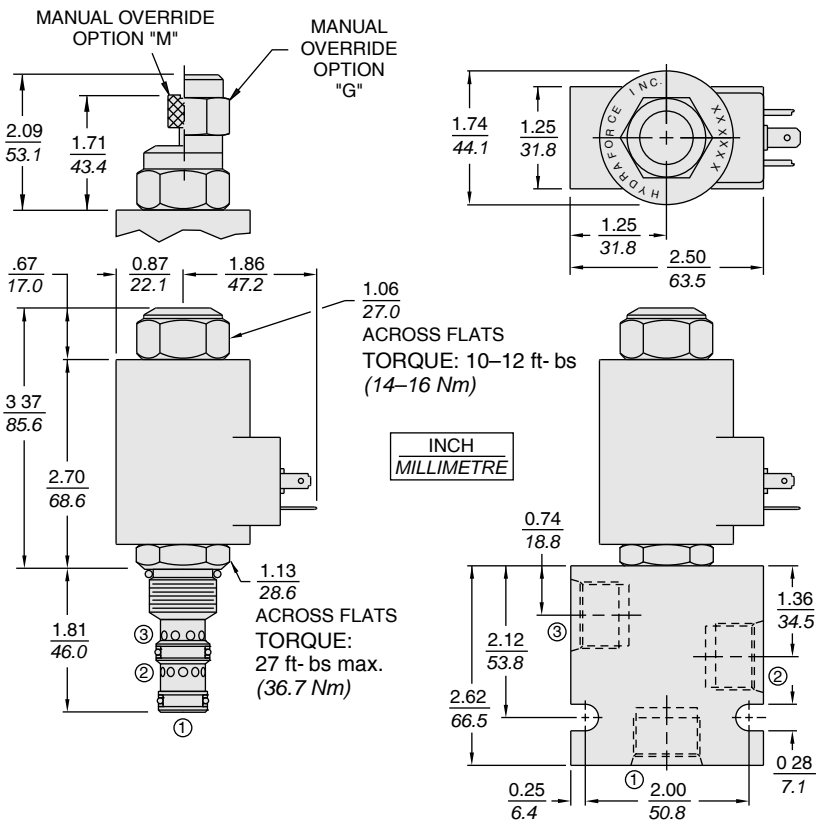 MANUAL OVERRIDE
OPTION "M"
MANUAL
OVERRIDE
OPTION
"G"
2.09
53.1
1.71
43.4
HYDRAFORCE INC.
XXXXXX
1.74
44.1
1.25
31.8
1.25
31.8
2.50
63.5
.67
17.0
0.87
22.1
1.86
47.2
1.06
27.0
ACROSS FLATS
TORQUE: 10–12 ft- bs
(14–16 Nm)
3 37
85.6
2.70
68.6
INCH
MILLIMETRE
1.13
28.6
ACROSS FLATS
TORQUE:
27 ft- bs max.
(36.7 Nm)
1.81
46.0
③
②
①
0.74
18.8
③
2.12
53.8
2.62
66.5
1.36
34.5
②
①
0 28
7.1
0.25
6.4
2.00
50.8